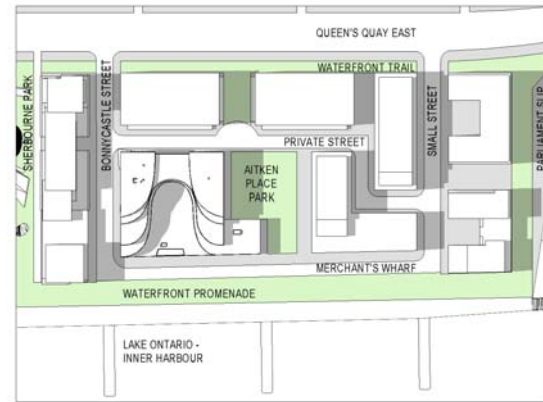 QUEEN'S QUAY EAST
WATERFRONT TRAIL
SHERBOURNE PARK
BONNYCASTLE STREET
PRIVATE STREET
SMALL STREET
PARLIAMENT SLIP
AITKEN
PLACE
PARK
MERCHANT'S WHARF
WATERFRONT PROMENADE
LAKE ONTARIO -
INNER HARBOUR